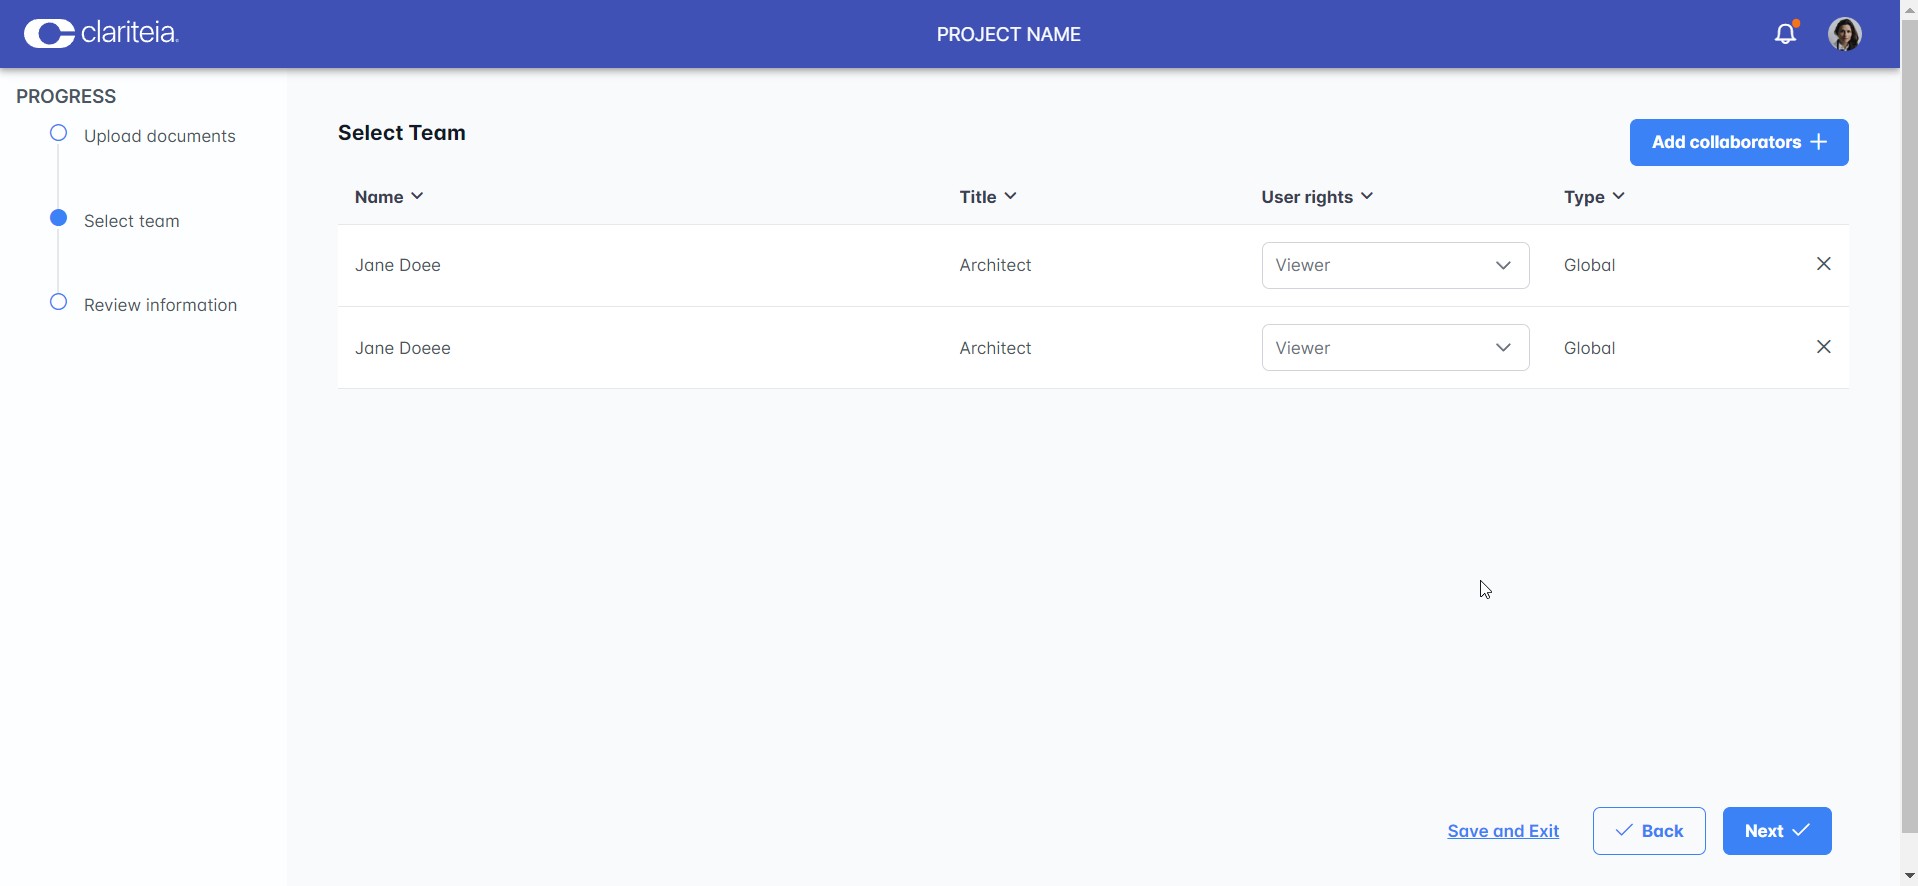 clariteia.
PROJECT NAME
PROGRESS
Upload documents
Select team
Review information
Select Team
Add collaborators
Name Title User rights Type
Jane Doee Architect Viewer Global
Jane Doeee Architect Viewer Global
Save and Exit Back Next